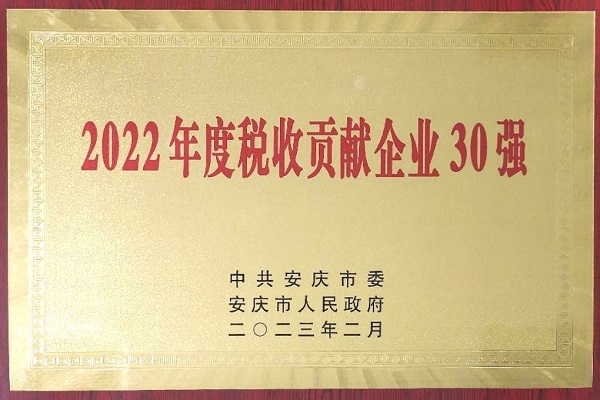 2022年度税收贡献企业30强
中共安庆市委
安庆市人民政府
二〇二三年二月